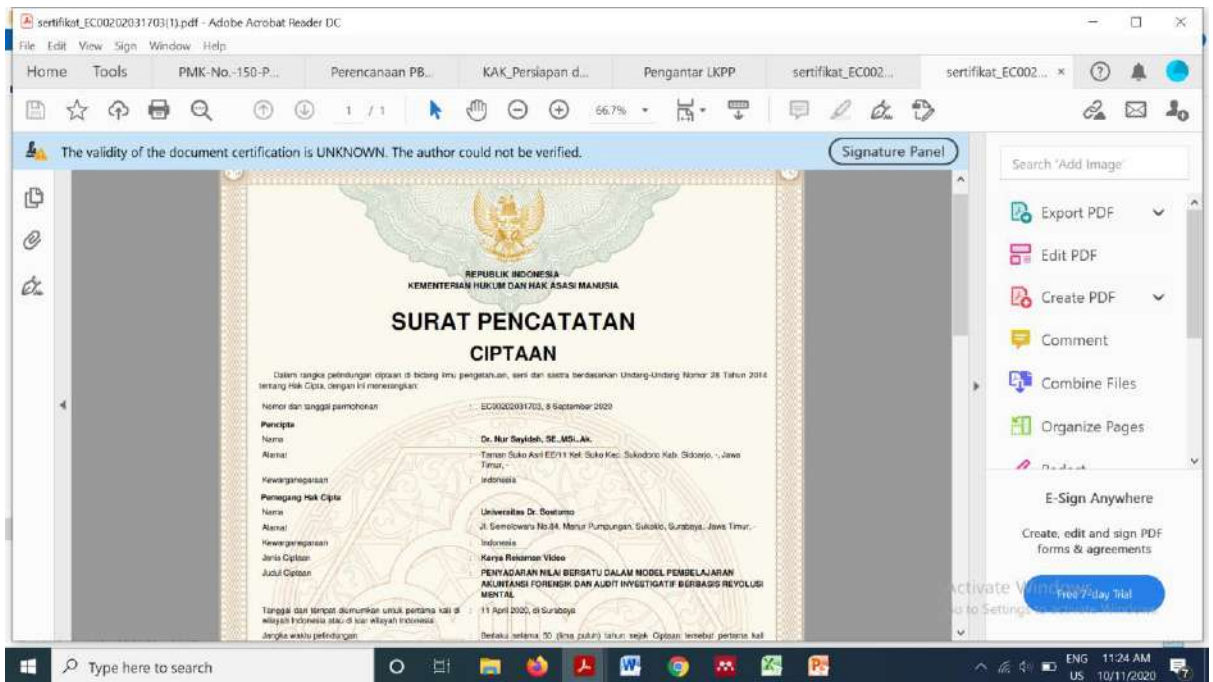 sertifikat_EC00202031703(1).pdf - Adobe Acrobat Reader DC
File Edit View Sign Window Help
Home Tools PMK-No.-150-P... Perencanaan PB... KAK_Persiapan d... Pengantar LKPP sertifikat_EC002... sertifikat_EC002... ×
1 / 1 66.7%
The validity of the document certification is UNKNOWN. The author could not be verified. Signature Panel
REPUBLIK INDONESIA
KEMENTERIAN HUKUM DAN HAK ASASI MANUSIA
SURAT PENCATATAN
CIPTAAN
Dalam rangka pelindungan ciptaan di bidang ilmu pengetahuan, seni dan sastra berdasarkan Undang-Undang Nomor 28 Tahun 2014
tentang Hak Cipta, dengan ini menerangkan:
Nomor dan tanggal permohonan : EC00202031703, 8 September 2020
Pencipta
Nama : Dr. Nur Sayidah, SE.,MSi.,Ak.
Alamat : Taman Suko Asri EE/11 Kel. Suko Kec. Sukodono Kab. Sidoarjo, -, Jawa
Timur, -
Kewarganegaraan : Indonesia
Pemegang Hak Cipta
Nama : Universitas Dr. Soetomo
Alamat : Jl. Semolowaru No.84, Menur Pumpungan, Sukolilo, Surabaya, Jawa Timur, -
Kewarganegaraan : Indonesia
Jenis Ciptaan : Karya Rekaman Video
Judul Ciptaan : PENYADARAN NILAI BERSATU DALAM MODEL PEMBELAJARAN
AKUNTANSI FORENSIK DAN AUDIT INVESTIGATIF BERBASIS REVOLUSI
MENTAL
Tanggal dan tempat diumumkan untuk pertama kali di : 11 April 2020, di Surabaya
wilayah Indonesia atau di luar wilayah Indonesia
Jangka waktu pelindungan : Berlaku selama 50 (lima puluh) tahun sejak Ciptaan tersebut pertama kali
Search 'Add Image'
Export PDF
Edit PDF
Create PDF
Comment
Combine Files
Organize Pages
E-Sign Anywhere
Create, edit and sign PDF
forms & agreements
Free 7-day Trial
Activate Windows
Go to Settings to activate Windows.
Type here to search
ENG 11:24 AM
US 10/11/2020